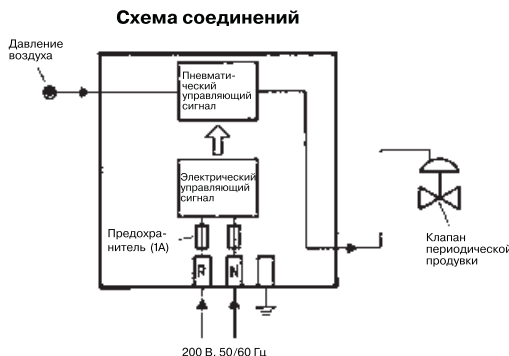 Схема соединений
Давление
воздуха
Пневмати-
ческий
управляющий
сигнал
Электрический
управляющий
сигнал
Предохра-
нитель (1А)
R N
Клапан
периодической
продувки
200 В, 50/60 Гц